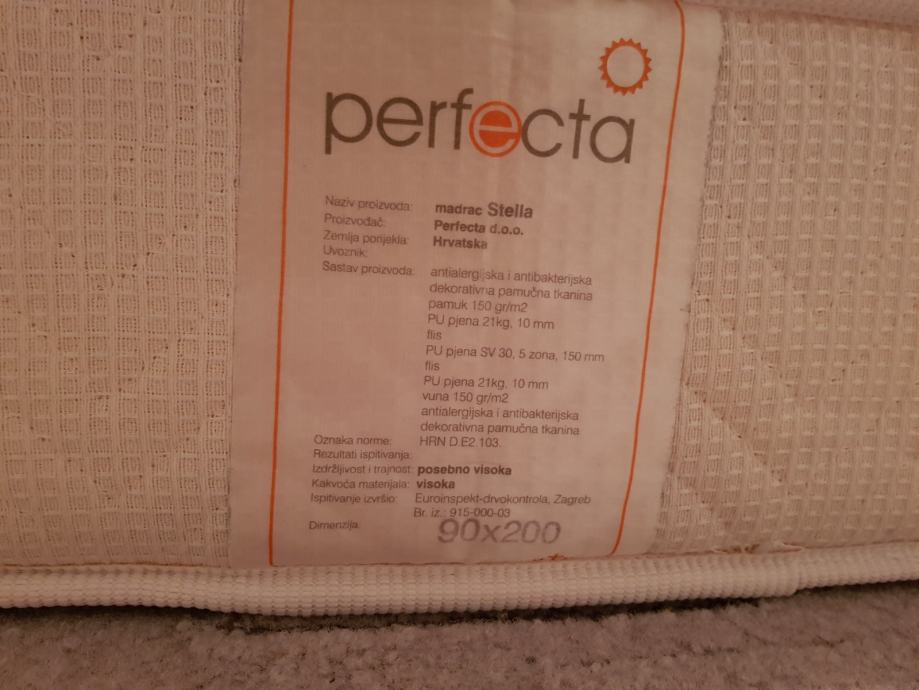 perfecta
Naziv proizvoda: madrac Stella
Proizvođač: Perfecta d.o.o.
Zemlja porijekla: Hrvatska
Uvoznik:
Sastav proizvoda: antialergijska i antibakterijska
dekorativna pamučna tkanina
pamuk 150 gr/m2
PU pjena 21kg, 10 mm
flis
PU pjena SV 30, 5 zona, 150 mm
flis
PU pjena 21kg, 10 mm
vuna 150 gr/m2
antialergijska i antibakterijska
dekorativna pamučna tkanina
Oznaka norme: HRN D.E2.103.
Rezultati ispitivanja:
Izdržljivost i trajnost: posebno visoka
Kakvoća materijala: visoka
Ispitivanje izvršio: Euroinspekt-drvokontrola, Zagreb
Br. iz.: 915-000-03
Dimenzija: 90x200